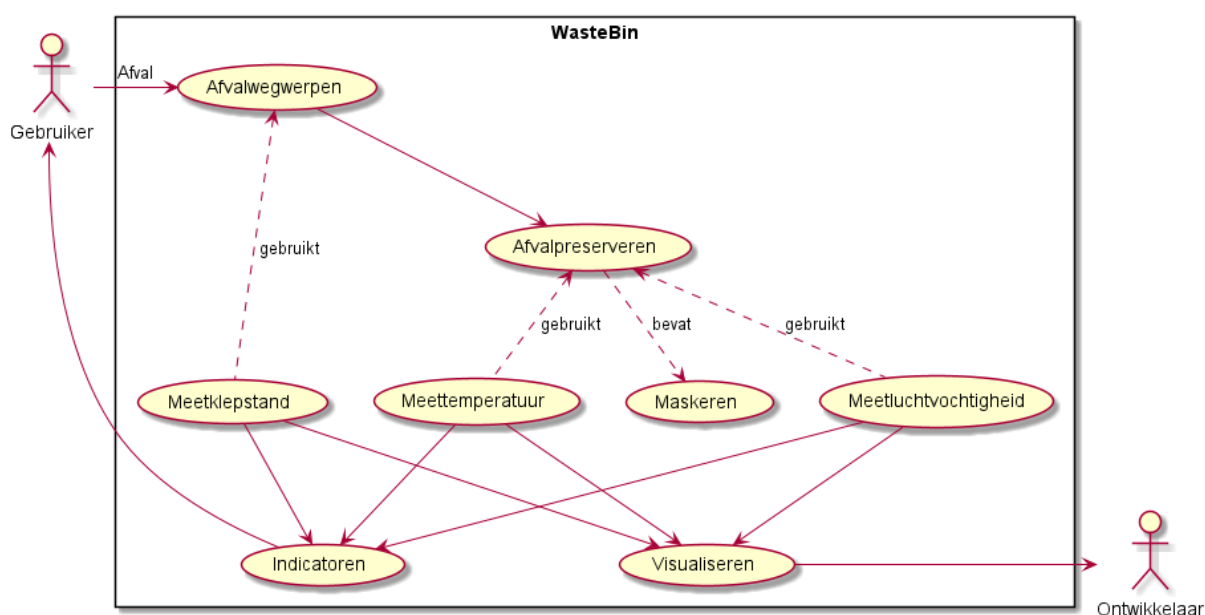 WasteBin
Afval
Afvalwegwerpen
Gebruiker
Afvalpreserveren
gebruikt
gebruikt
bevat
gebruikt
Meetklepstand
Meettemperatuur
Maskeren
Meetluchtvochtigheid
Indicatoren
Visualiseren
Ontwikkelaar